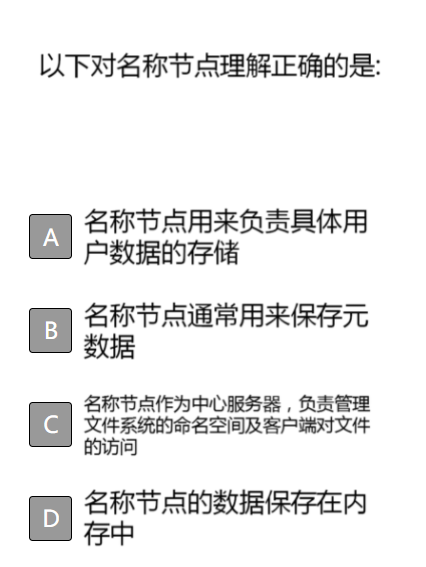 以下对名称节点理解正确的是:
A
名称节点用来负责具体用
户数据的存储
B
名称节点通常用来保存元
数据
C
名称节点作为中心服务器，负责管理
文件系统的命名空间及客户端对文件
的访问
D
名称节点的数据保存在内
存中